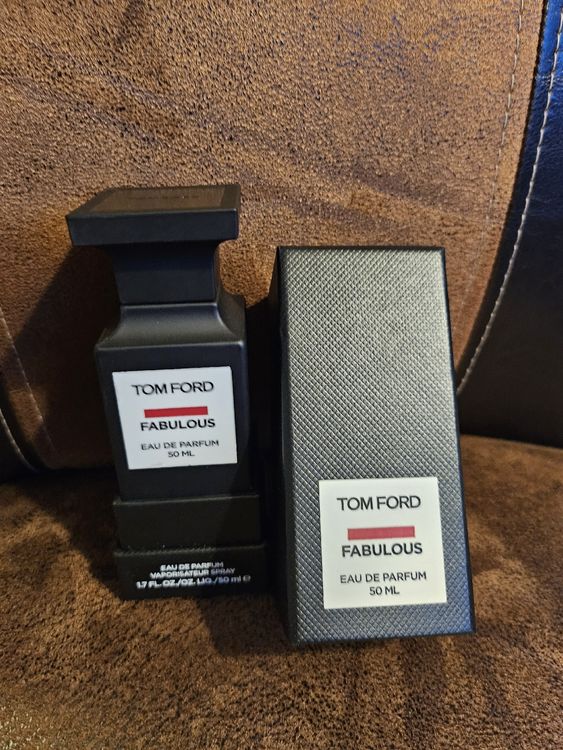 TOM FORD
FABULOUS
EAU DE PARFUM
50 ML
EAU DE PARFUM
VAPORISATEUR SPRAY
1.7 FL. OZ./OZ. LIQ./50 ml e
TOM FORD
FABULOUS
EAU DE PARFUM
50 ML